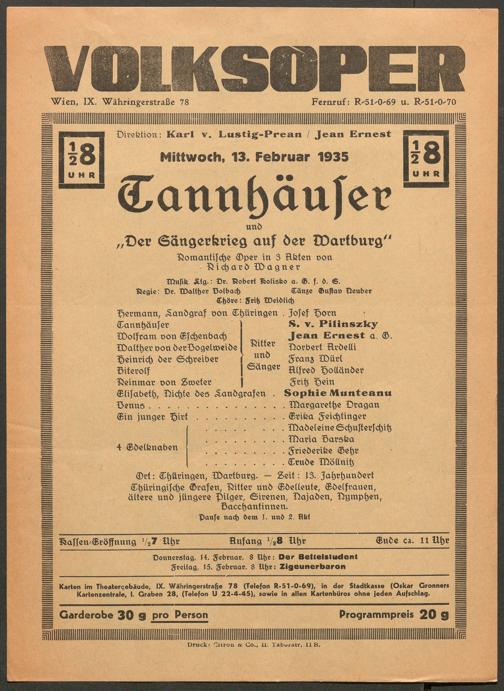 VOLKSOPER
Wien, IX. Währingerstraße 78 Fernruf: R-51-0-69 u. R-51-0-70
1/2 8 UHR
Direktion: Karl v. Lustig-Prean / Jean Ernest
1/2 8 UHR
Mittwoch, 13. Februar 1935
Tannhäuser
und
„Der Sängerkrieg auf der Wartburg“
Romantische Oper in 3 Akten von
Richard Wagner
Musik. Ltg.: Dr. Robert Kolisko a. G. f. d. S.
Regie: Dr. Walther Volbach Tänze Gustav Neuber
Chöre: Fritz Weidlich
Hermann, Landgraf von Thüringen . Josef Horn
Tannhäuser S. v. Pilinszky
Wolfram von Eschenbach Jean Ernest a. G.
Walther von der Vogelweide Norbert Ardelli
Heinrich der Schreiber Franz Würl
Biterolf Alfred Holländer
Reinmar von Zweter Fritz Hein
Ritter
und
Sänger
Elisabeth, Nichte des Landgrafen . Sophie Munteanu
Venus . . . . . . . . . . . . . Margarethe Dragan
Ein junger Hirt . . . . . . . . . Erika Feichtinger
4 Edelknaben
. . . . . . . . . Madeleine Schusterschitz
. . . . . . . . . Maria Barska
. . . . . . . . . Friederike Gehr
. . . . . . . . . Trude Möllnitz
Ort: Thüringen, Wartburg. — Zeit: 13. Jahrhundert
Thüringische Grafen, Ritter und Edelleute, Edelfrauen,
ältere und jüngere Pilger, Sirenen, Najaden, Nymphen,
Bacchantinnen.
Pause nach dem 1. und 2. Akt
Kassen-Eröffnung 1/2 7 Uhr Anfang 1/2 8 Uhr Ende ca. 11 Uhr
Donnerstag, 14. Februar. 8 Uhr: Der Bettelstudent
Freitag, 15. Februar. 8 Uhr: Zigeunerbaron
Karten im Theatergebäude, IX. Währingerstraße 78 (Telefon R-51-0-69), in der Stadtkasse (Oskar Gronners
Kartenzentrale, I. Graben 28, (Telefon U 22-4-45), sowie in allen Kartenbüros ohne jeden Aufschlag.
Garderobe 30 g pro Person Programmpreis 20 g
Druck: Citron & Co., II. Taborstr. 11 B.